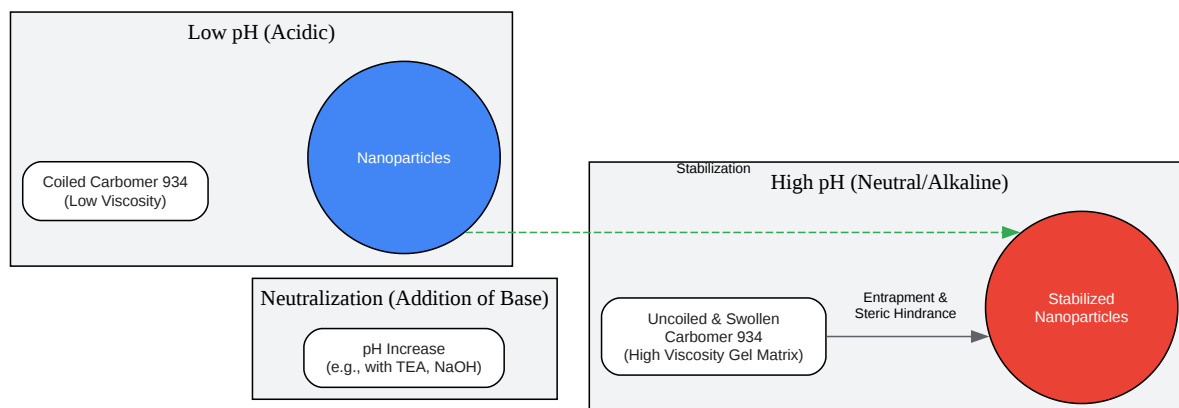 Low pH (Acidic)
Nanoparticles
Coiled Carbomer 934
(Low Viscosity)
Neutralization (Addition of Base)
pH Increase
(e.g., with TEA, NaOH)
Stabilization
High pH (Neutral/Alkaline)
Uncoiled & Swollen
Carbomer 934
(High Viscosity Gel Matrix)
Entrapment &
Steric Hindrance
Stabilized
Nanoparticles